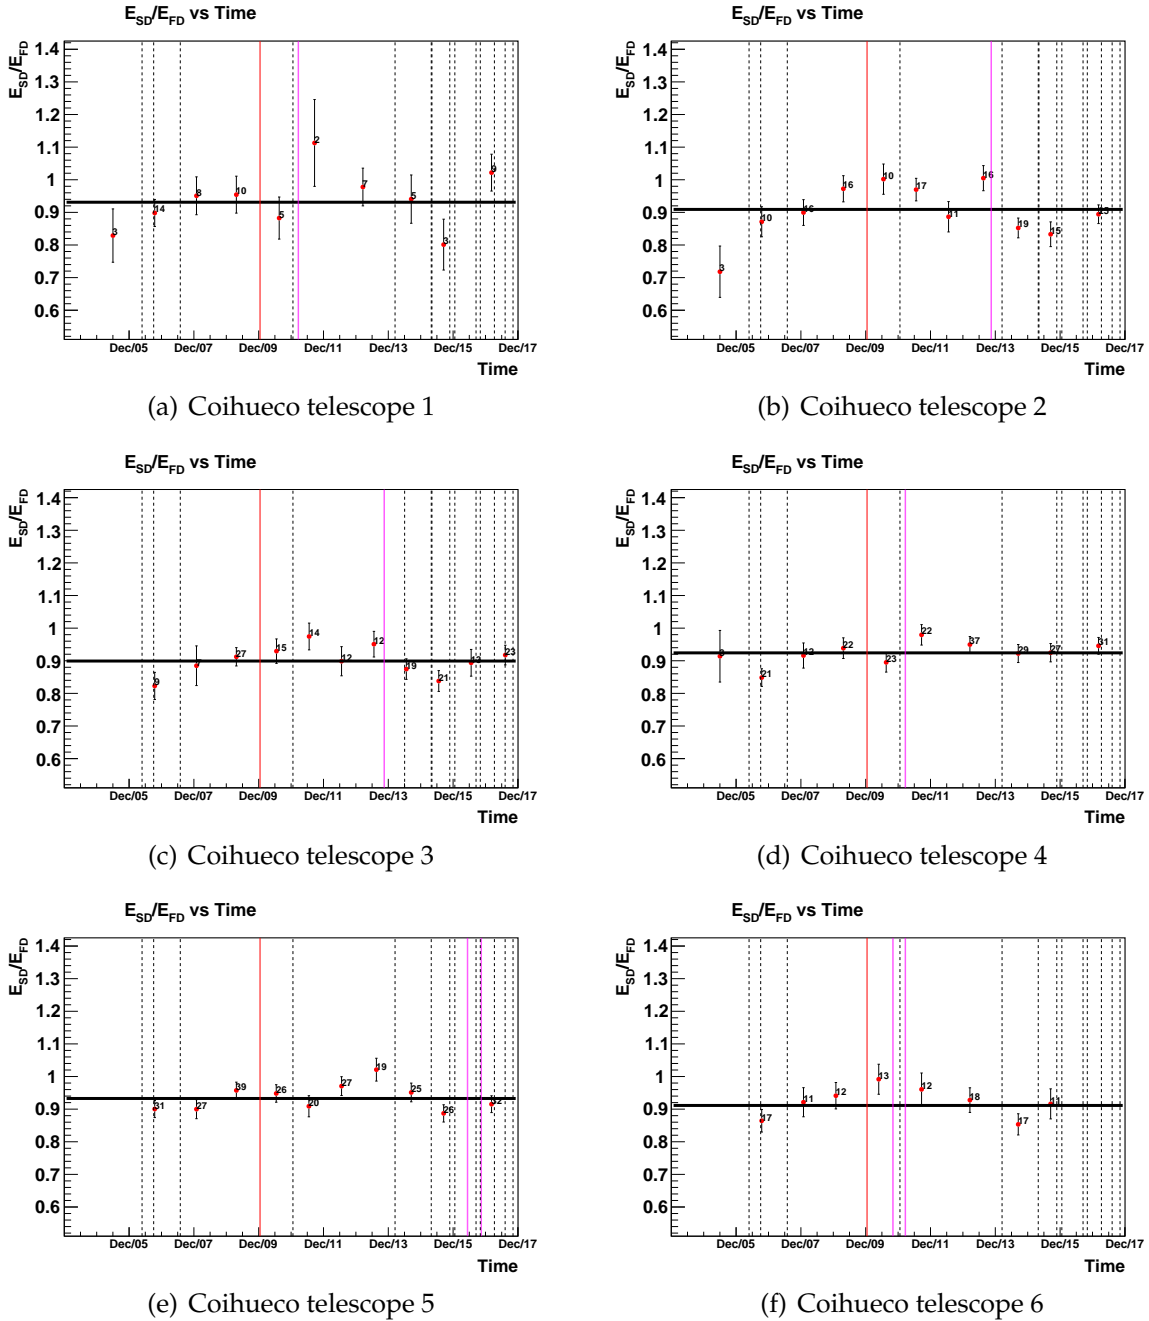 E_SD/E_FD vs Time
E_SD/E_FD
1.4
1.3
1.2
1.1
1
0.9
0.8
0.7
0.6
3 14 8 10 5 2 7 5 3 9
Dec/05 Dec/07 Dec/09 Dec/11 Dec/13 Dec/15 Dec/17
Time
(a) Coihueco telescope 1
E_SD/E_FD vs Time
E_SD/E_FD
1.4
1.3
1.2
1.1
1
0.9
0.8
0.7
0.6
3 10 16 16 10 17 11 16 19 15
Dec/05 Dec/07 Dec/09 Dec/11 Dec/13 Dec/15 Dec/17
Time
(b) Coihueco telescope 2
E_SD/E_FD vs Time
E_SD/E_FD
1.4
1.3
1.2
1.1
1
0.9
0.8
0.7
0.6
9 27 15 14 12 12 19 21 23
Dec/05 Dec/07 Dec/09 Dec/11 Dec/13 Dec/15 Dec/17
Time
(c) Coihueco telescope 3
E_SD/E_FD vs Time
E_SD/E_FD
1.4
1.3
1.2
1.1
1
0.9
0.8
0.7
0.6
21 12 22 23 22 37 29 27 31
Dec/05 Dec/07 Dec/09 Dec/11 Dec/13 Dec/15 Dec/17
Time
(d) Coihueco telescope 4
E_SD/E_FD vs Time
E_SD/E_FD
1.4
1.3
1.2
1.1
1
0.9
0.8
0.7
0.6
31 27 39 26 20 27 19 25 26 32
Dec/05 Dec/07 Dec/09 Dec/11 Dec/13 Dec/15 Dec/17
Time
(e) Coihueco telescope 5
E_SD/E_FD vs Time
E_SD/E_FD
1.4
1.3
1.2
1.1
1
0.9
0.8
0.7
0.6
17 11 12 13 12 18 17 11
Dec/05 Dec/07 Dec/09 Dec/11 Dec/13 Dec/15 Dec/17
Time
(f) Coihueco telescope 6